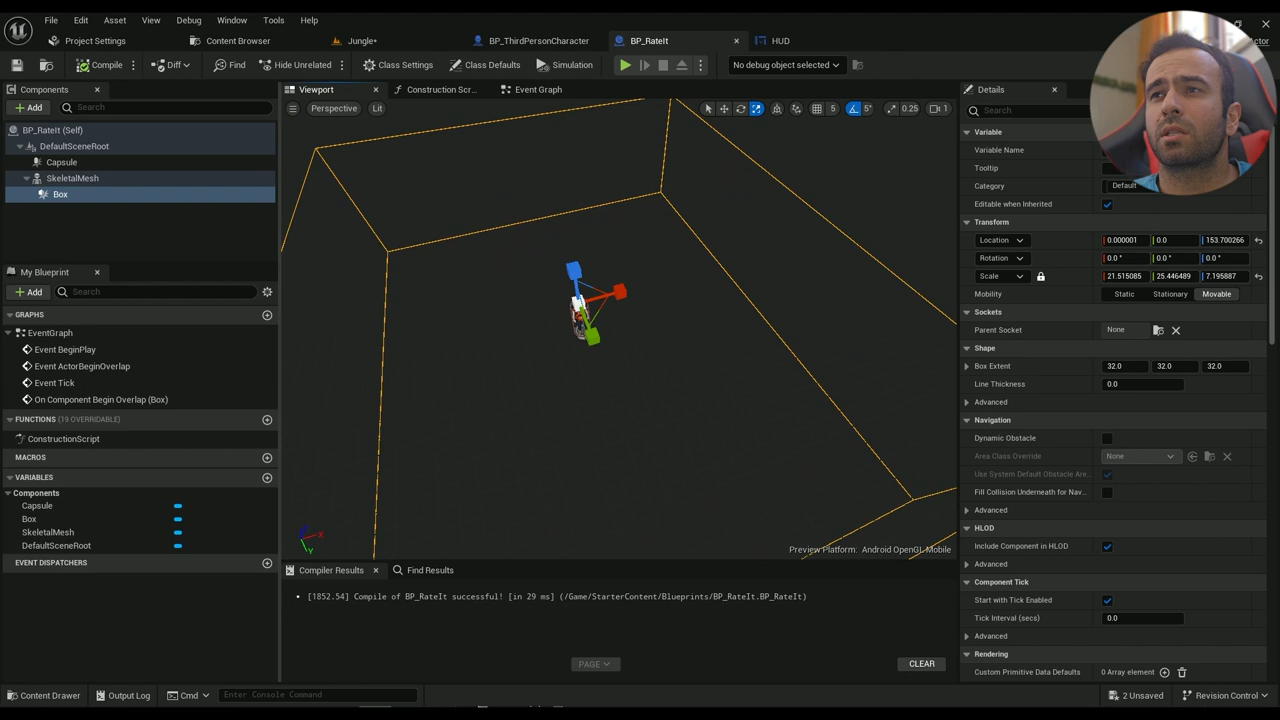 File Edit Asset View Debug Window Tools Help
Project Settings Content Browser Jungle* BP_ThirdPersonCharacter BP_RateIt HUD
Compile Diff Find Hide Unrelated Class Settings Class Defaults Simulation No debug object selected
Components
Add Search
BP_RateIt (Self)
DefaultSceneRoot
Capsule
SkeletalMesh
Box
My Blueprint
Add Search
GRAPHS
EventGraph
Event BeginPlay
Event ActorBeginOverlap
Event Tick
On Component Begin Overlap (Box)
FUNCTIONS (19 OVERRIDABLE)
ConstructionScript
MACROS
VARIABLES
Components
Capsule
Box
SkeletalMesh
DefaultSceneRoot
EVENT DISPATCHERS
Viewport Construction Scr... Event Graph
Perspective Lit 5 5° 0.25 1
X
Y
Preview Platform: Android OpenGL Mobile
Compiler Results Find Results
[1852.54] Compile of BP_RateIt successful! [in 29 ms] (/Game/StarterContent/Blueprints/BP_RateIt.BP_RateIt)
PAGE CLEAR
Details
Search
Variable
Variable Name
Tooltip
Category Default
Editable when Inherited
Transform
Location 0.000001 0.0 153.700266
Rotation 0.0 ° 0.0 ° 0.0 °
Scale 21.515085 25.446489 7.195887
Mobility Static Stationary Movable
Sockets
Parent Socket None
Shape
Box Extent 32.0 32.0 32.0
Line Thickness 0.0
Advanced
Navigation
Dynamic Obstacle
Area Class Override None
Use System Default Obstacle Are...
Fill Collision Underneath for Nav...
Advanced
HLOD
Include Component in HLOD
Advanced
Component Tick
Start with Tick Enabled
Tick Interval (secs) 0.0
Advanced
Rendering
Custom Primitive Data Defaults 0 Array element
Content Drawer Output Log Cmd Enter Console Command 2 Unsaved Revision Control